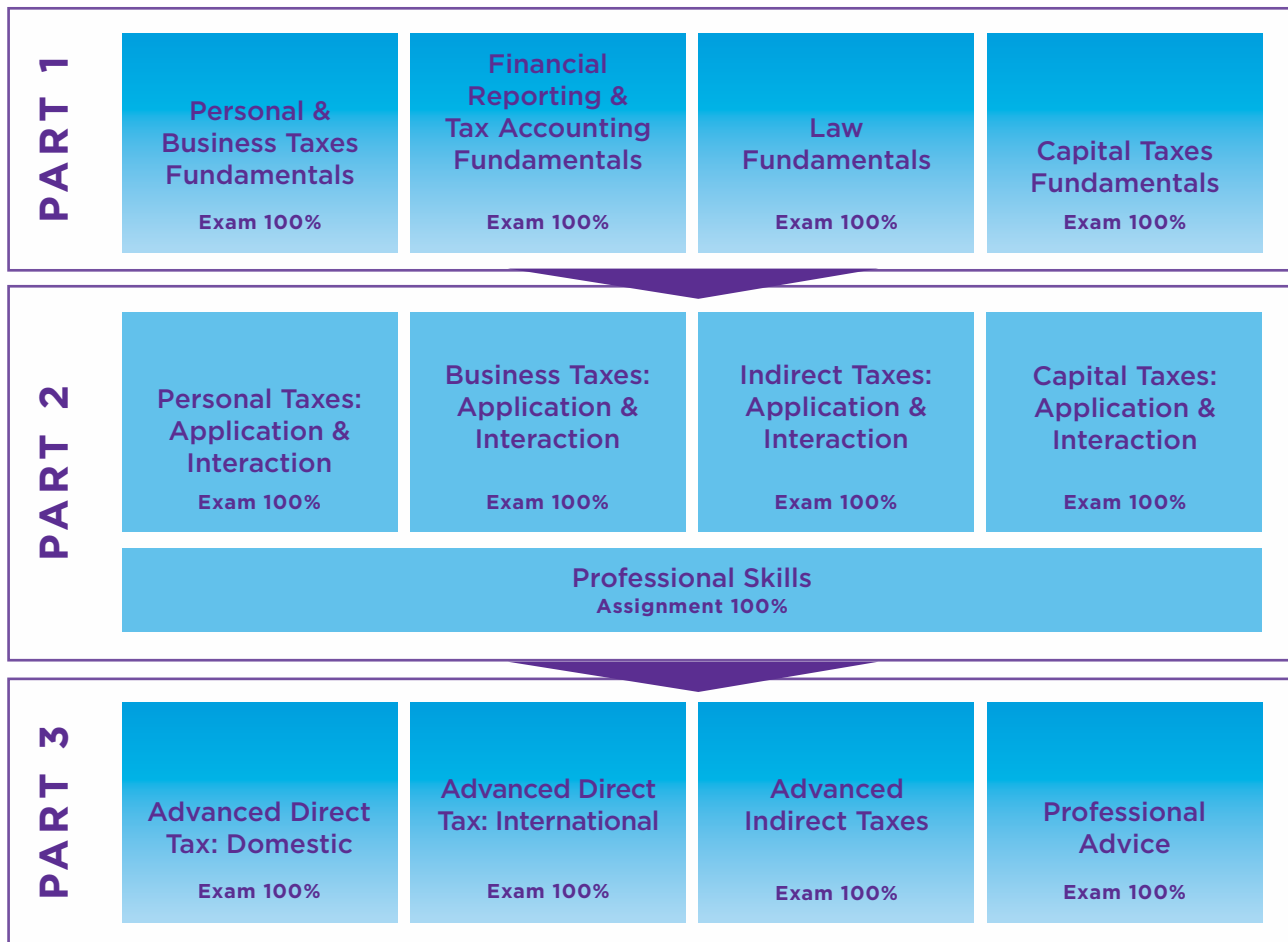 PART 1
Personal &
Business Taxes
Fundamentals
Exam 100%
Financial
Reporting &
Tax Accounting
Fundamentals
Exam 100%
Law
Fundamentals
Exam 100%
Capital Taxes
Fundamentals
Exam 100%
PART 2
Personal Taxes:
Application &
Interaction
Exam 100%
Business Taxes:
Application &
Interaction
Exam 100%
Indirect Taxes:
Application &
Interaction
Exam 100%
Capital Taxes:
Application &
Interaction
Exam 100%
Professional Skills
Assignment 100%
PART 3
Advanced Direct
Tax: Domestic
Exam 100%
Advanced Direct
Tax: International
Exam 100%
Advanced
Indirect Taxes
Exam 100%
Professional
Advice
Exam 100%